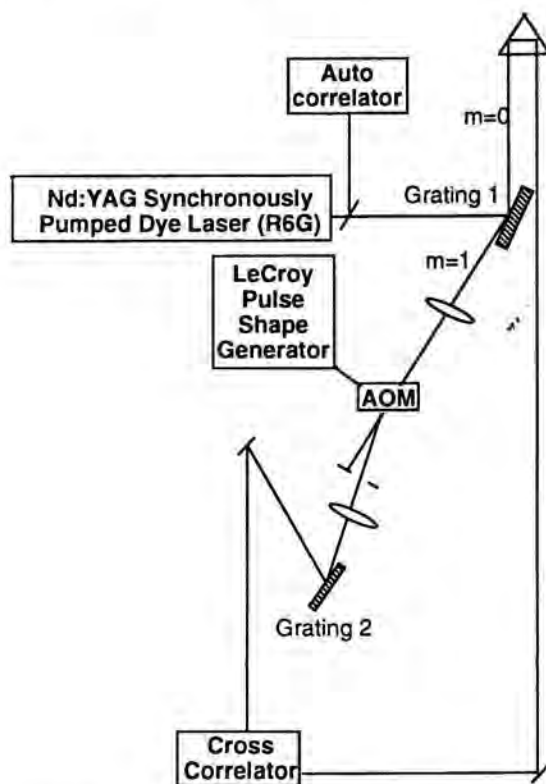 Auto
correlator
m=0
Nd:YAG Synchronously
Pumped Dye Laser (R6G)
Grating 1
m=1
LeCroy
Pulse
Shape
Generator
AOM
Grating 2
Cross
Correlator